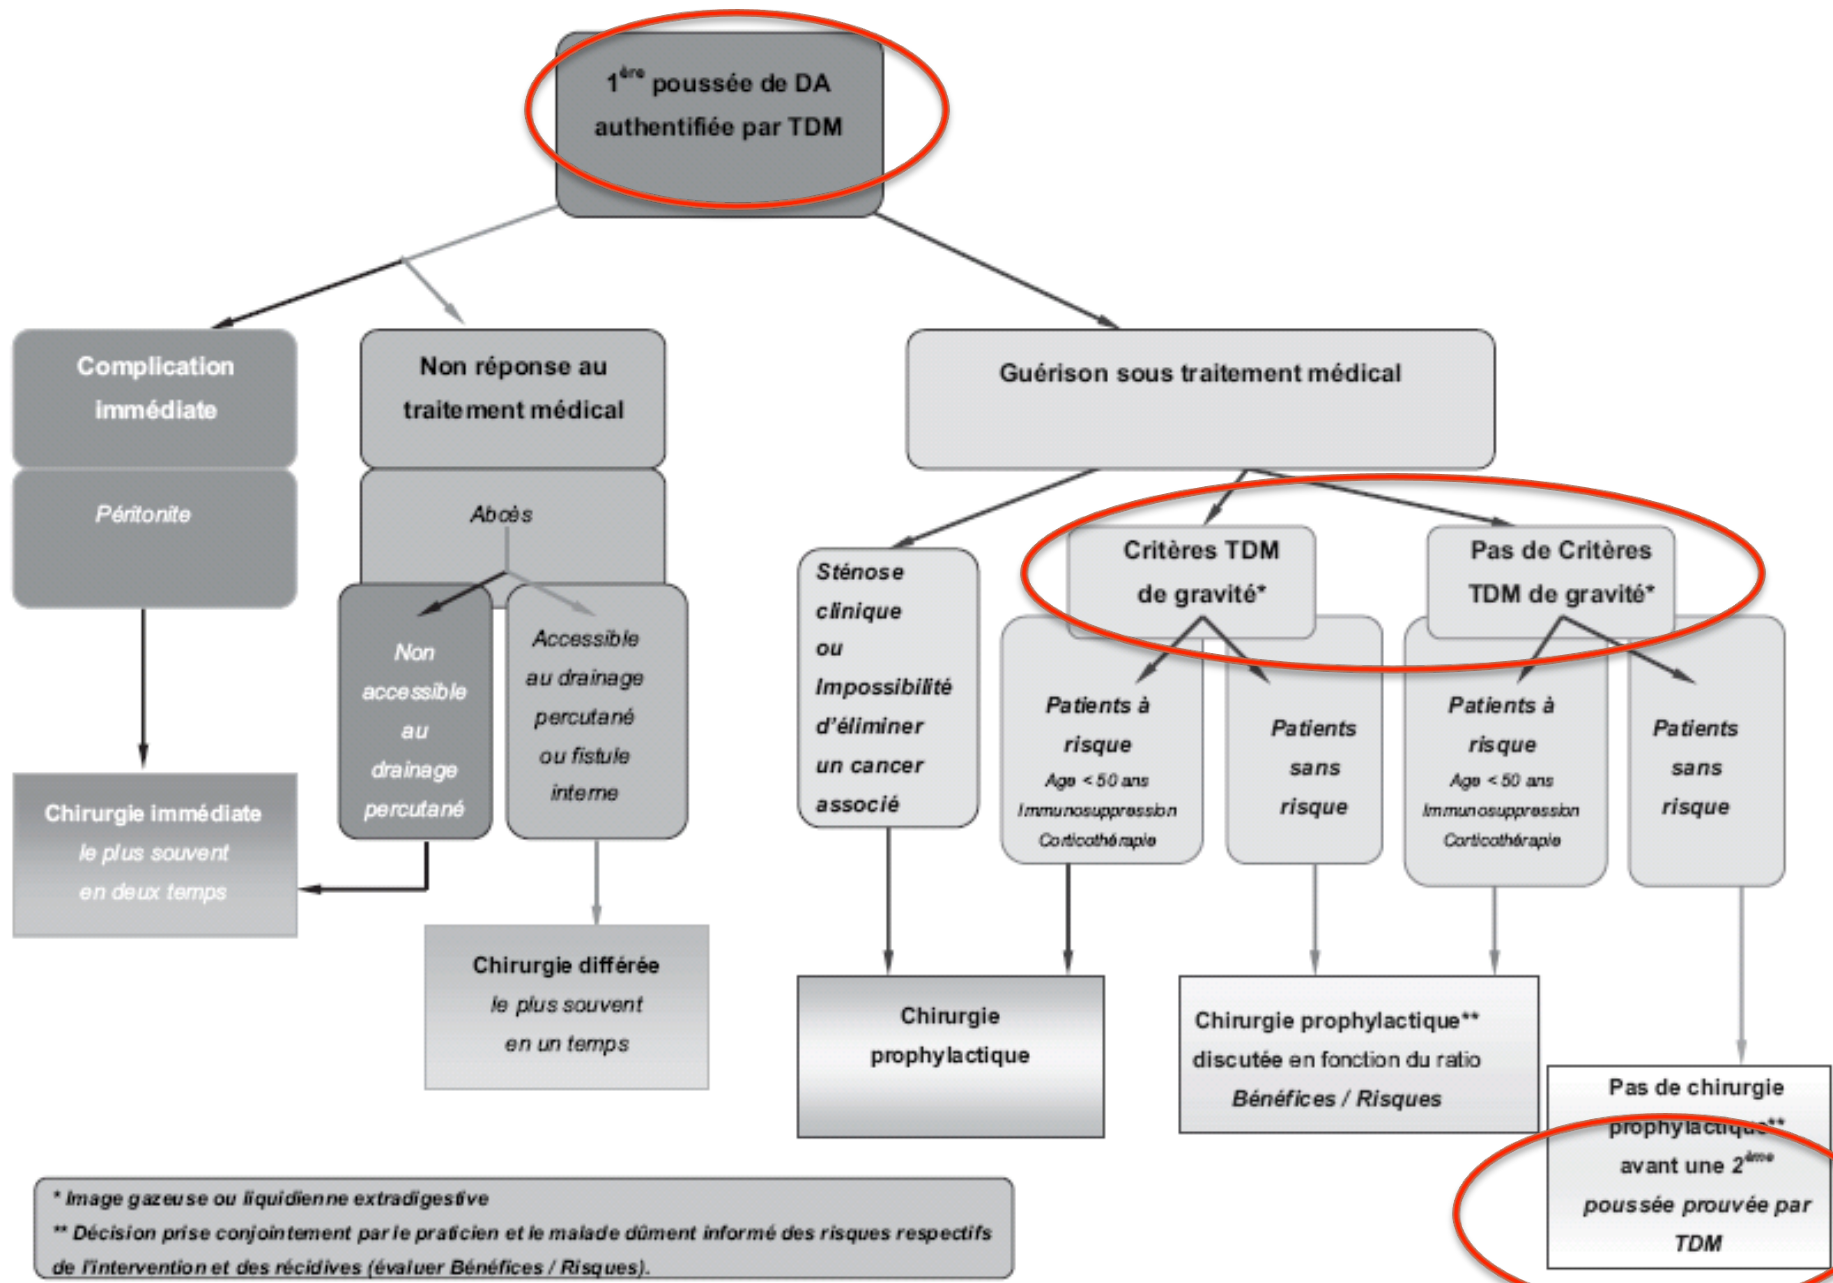 1ère poussée de DA
authentifiée par TDM
Complication
immédiate
Péritonite
Chirurgie immédiate
le plus souvent
en deux temps
Non réponse au
traitement médical
Abcès
Non
accessible
au
drainage
percutané
Accessible
au drainage
percutané
ou fistule
interne
Chirurgie différée
le plus souvent
en un temps
Guérison sous traitement médical
Sténose
clinique
ou
Impossibilité
d'éliminer
un cancer
associé
Critères TDM
de gravité*
Patients à
risque
Age < 50 ans
Immunosuppression
Corticothérapie
Patients
sans
risque
Pas de Critères
TDM de gravité*
Patients à
risque
Age < 50 ans
Immunosuppression
Corticothérapie
Patients
sans
risque
Chirurgie
prophylactique
Chirurgie prophylactique**
discutée en fonction du ratio
Bénéfices / Risques
Pas de chirurgie
prophylactique**
avant une 2ème
poussée prouvée par
TDM
* Image gazeuse ou liquidienne extradigestive
** Décision prise conjointement par le praticien et le malade dûment informé des risques respectifs
de l'intervention et des récidives (évaluer Bénéfices / Risques).